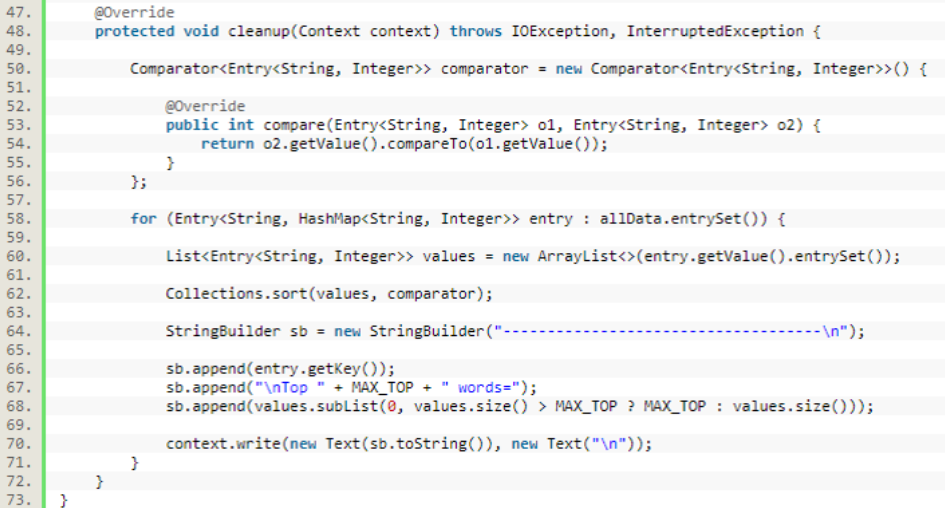 47. @Override
48. protected void cleanup(Context context) throws IOException, InterruptedException {
49.
50. Comparator<Entry<String, Integer>> comparator = new Comparator<Entry<String, Integer>>() {
51.
52. @Override
53. public int compare(Entry<String, Integer> o1, Entry<String, Integer> o2) {
54. return o2.getValue().compareTo(o1.getValue());
55. }
56. };
57.
58. for (Entry<String, HashMap<String, Integer>> entry : allData.entrySet()) {
59.
60. List<Entry<String, Integer>> values = new ArrayList<>(entry.getValue().entrySet());
61.
62. Collections.sort(values, comparator);
63.
64. StringBuilder sb = new StringBuilder("------------------------------------\n");
65.
66. sb.append(entry.getKey());
67. sb.append("\nTop " + MAX_TOP + " words=");
68. sb.append(values.subList(0, values.size() > MAX_TOP ? MAX_TOP : values.size()));
69.
70. context.write(new Text(sb.toString()), new Text("\n"));
71. }
72. }
73. }